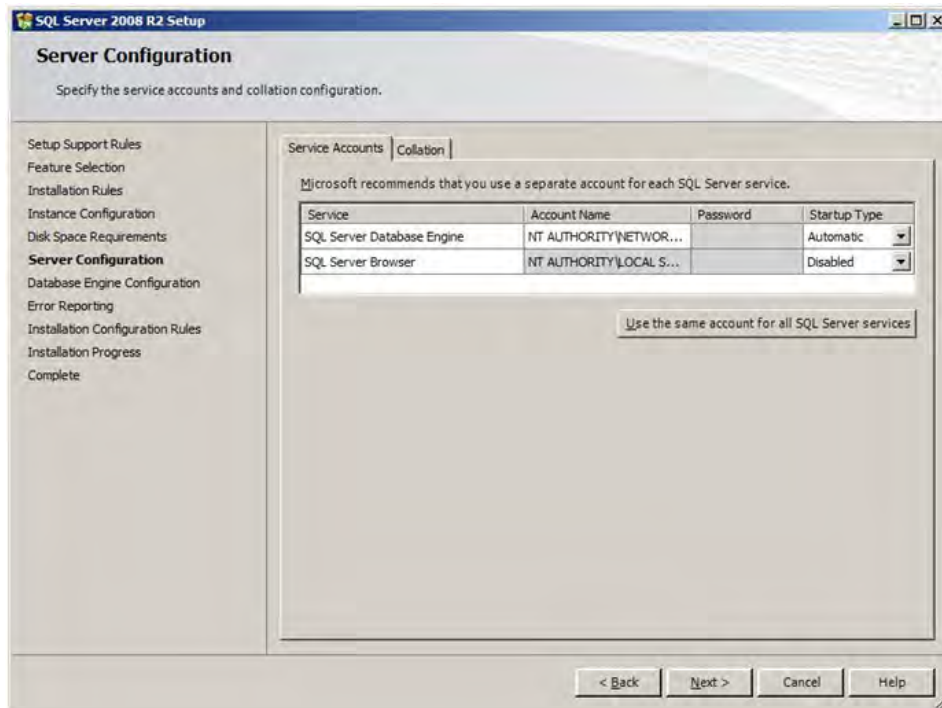 SQL Server 2008 R2 Setup
Server Configuration
Specify the service accounts and collation configuration.
Setup Support Rules
Feature Selection
Installation Rules
Instance Configuration
Disk Space Requirements
Server Configuration
Database Engine Configuration
Error Reporting
Installation Configuration Rules
Installation Progress
Complete
Service Accounts Collation
Microsoft recommends that you use a separate account for each SQL Server service.
Service Account Name Password Startup Type
SQL Server Database Engine NT AUTHORITY\NETWOR... Automatic
SQL Server Browser NT AUTHORITY\LOCAL S... Disabled
Use the same account for all SQL Server services
< Back Next > Cancel Help